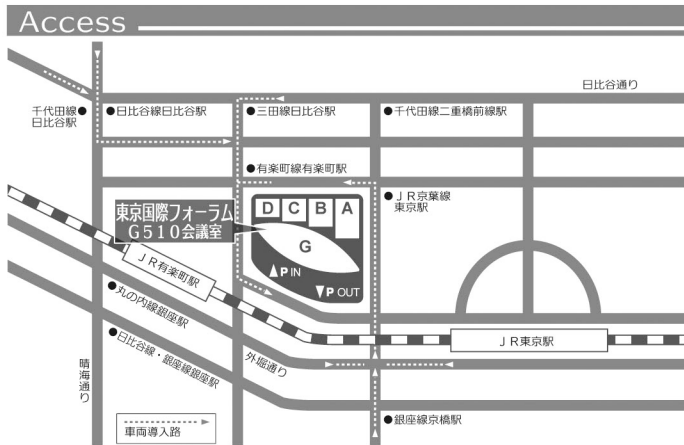 Access
日比谷通り
千代田線
日比谷駅
日比谷線日比谷駅
三田線日比谷駅
千代田線二重橋前線駅
有楽町線有楽町駅
JR京葉線
東京駅
東京国際フォーラム
G510会議室
D C B A
G
P IN
P OUT
JR有楽町駅
丸の内線銀座駅
日比谷線・銀座線銀座駅
外堀通り
JR東京駅
晴海通り
車両導入路
銀座線京橋駅